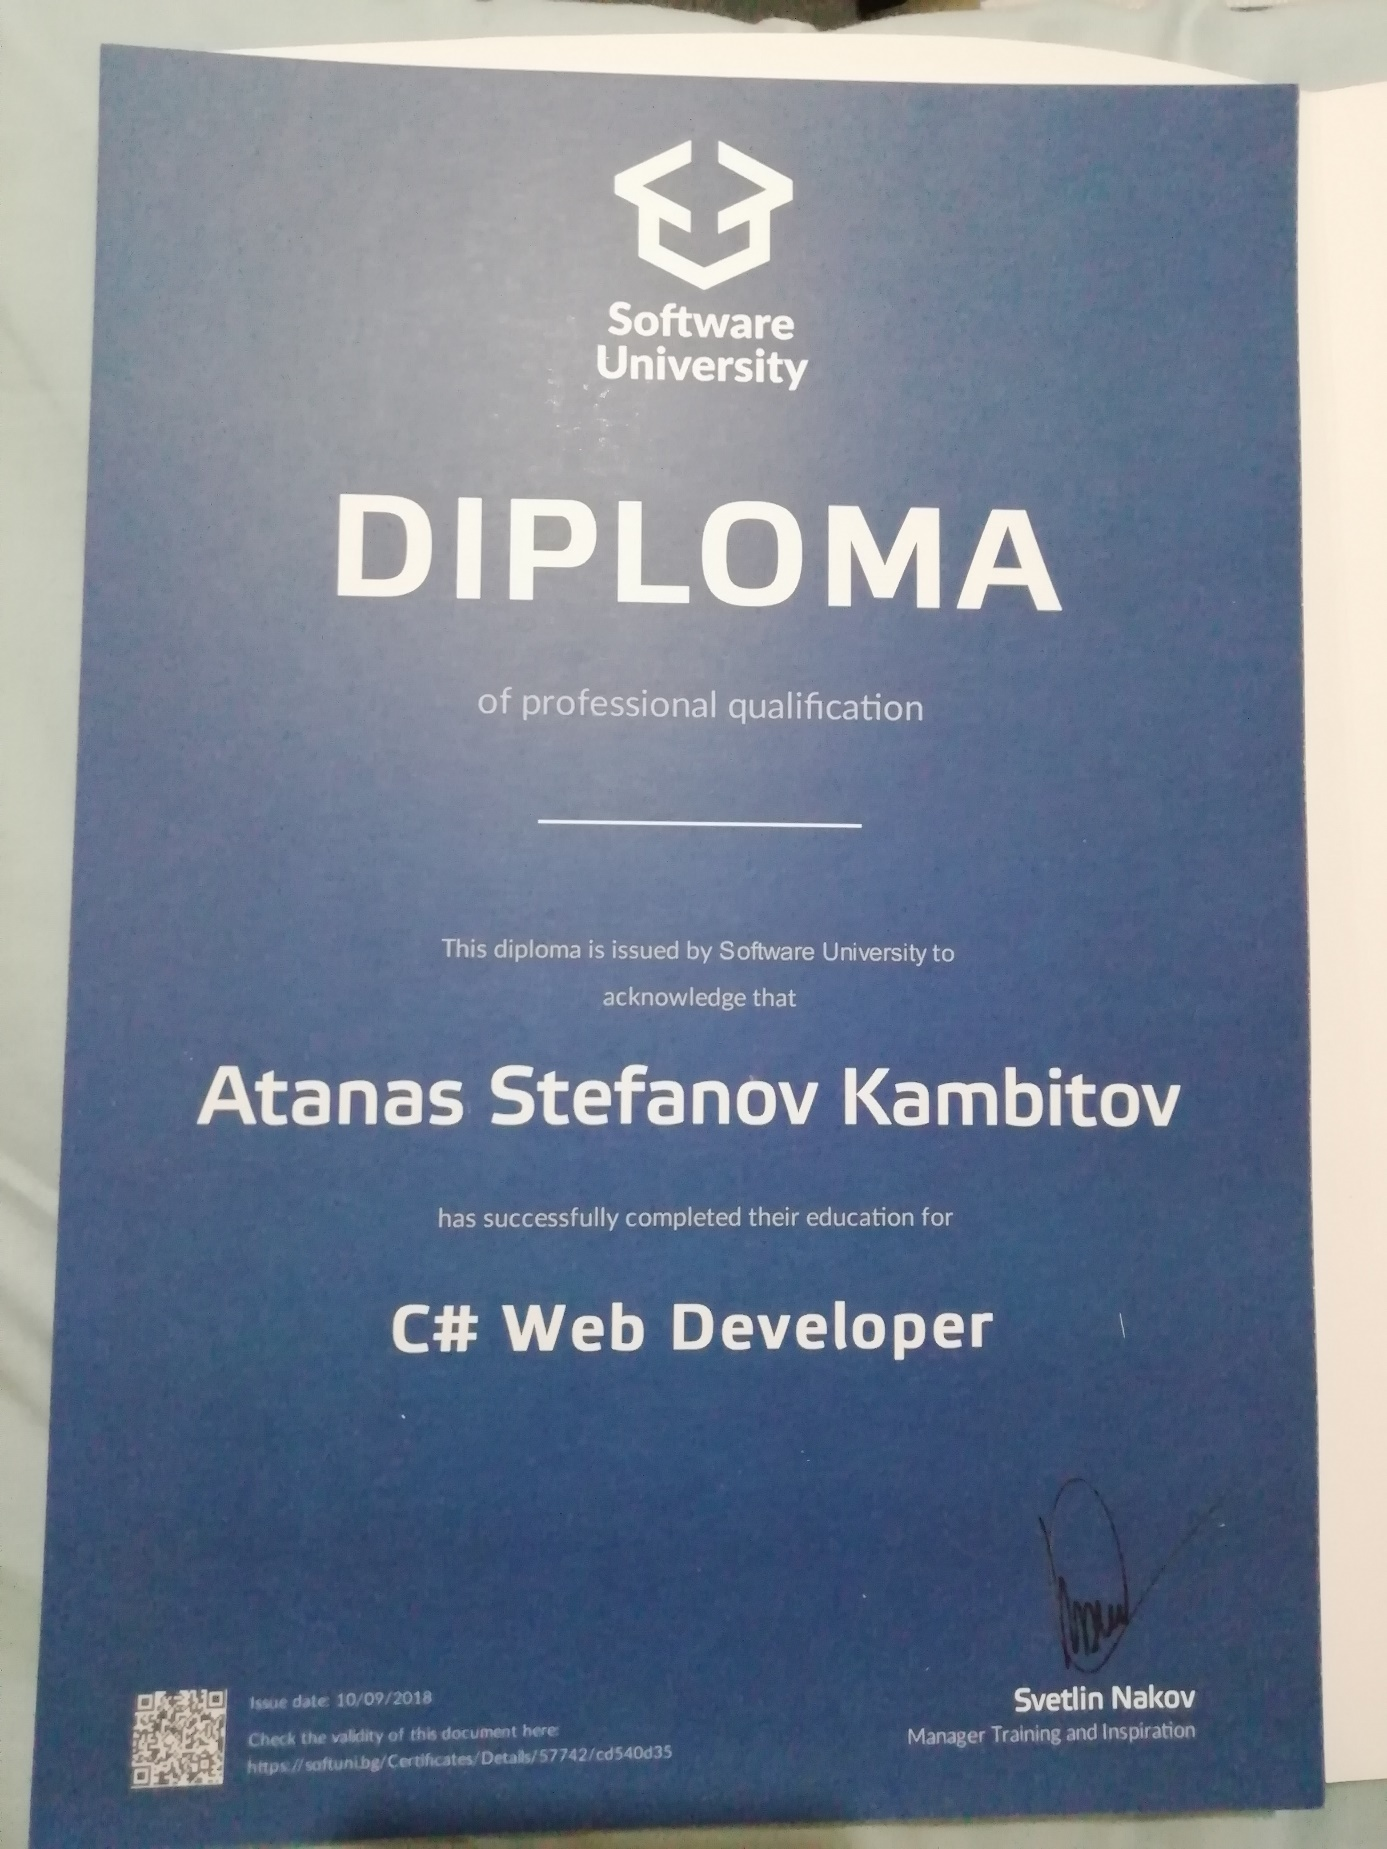 Software
University
DIPLOMA
of professional qualification
This diploma is issued by Software University to
acknowledge that
Atanas Stefanov Kambitov
has successfully completed their education for
C# Web Developer
Svetlin Nakov
Manager Training and Inspiration
Issue date: 10/09/2018
Check the validity of this document here:
https://softuni.bg/Certificates/Details/57742/cd540d35